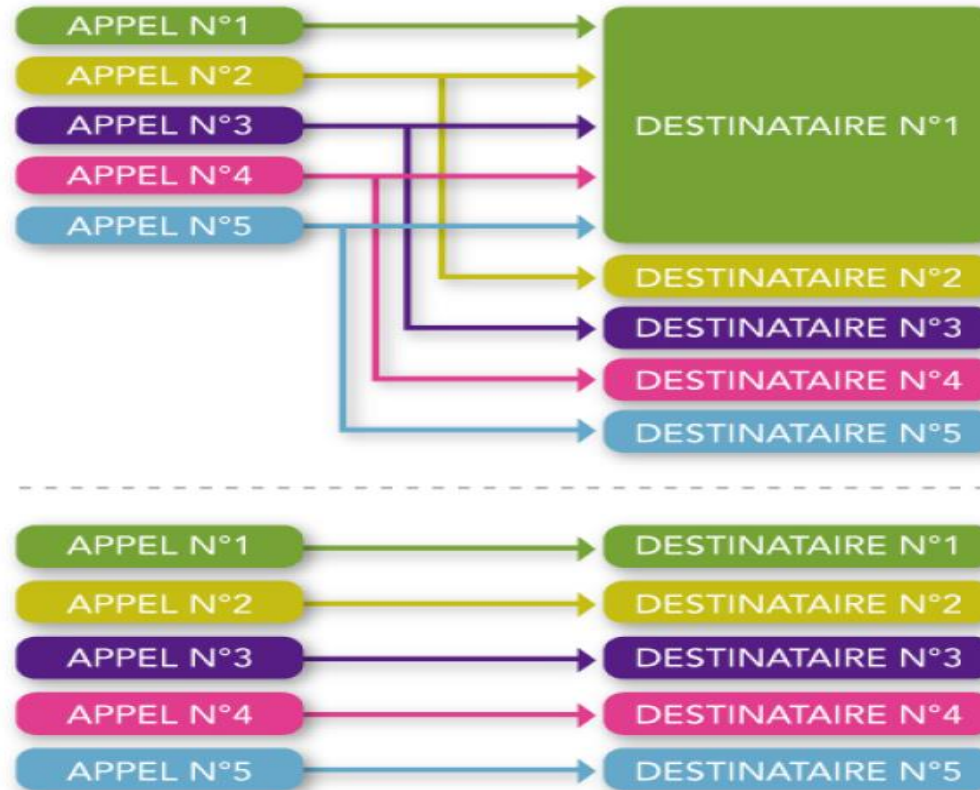 APPEL N°1
APPEL N°2
APPEL N°3
APPEL N°4
APPEL N°5
DESTINATAIRE N°1
DESTINATAIRE N°2
DESTINATAIRE N°3
DESTINATAIRE N°4
DESTINATAIRE N°5
APPEL N°1
DESTINATAIRE N°1
APPEL N°2
DESTINATAIRE N°2
APPEL N°3
DESTINATAIRE N°3
APPEL N°4
DESTINATAIRE N°4
APPEL N°5
DESTINATAIRE N°5